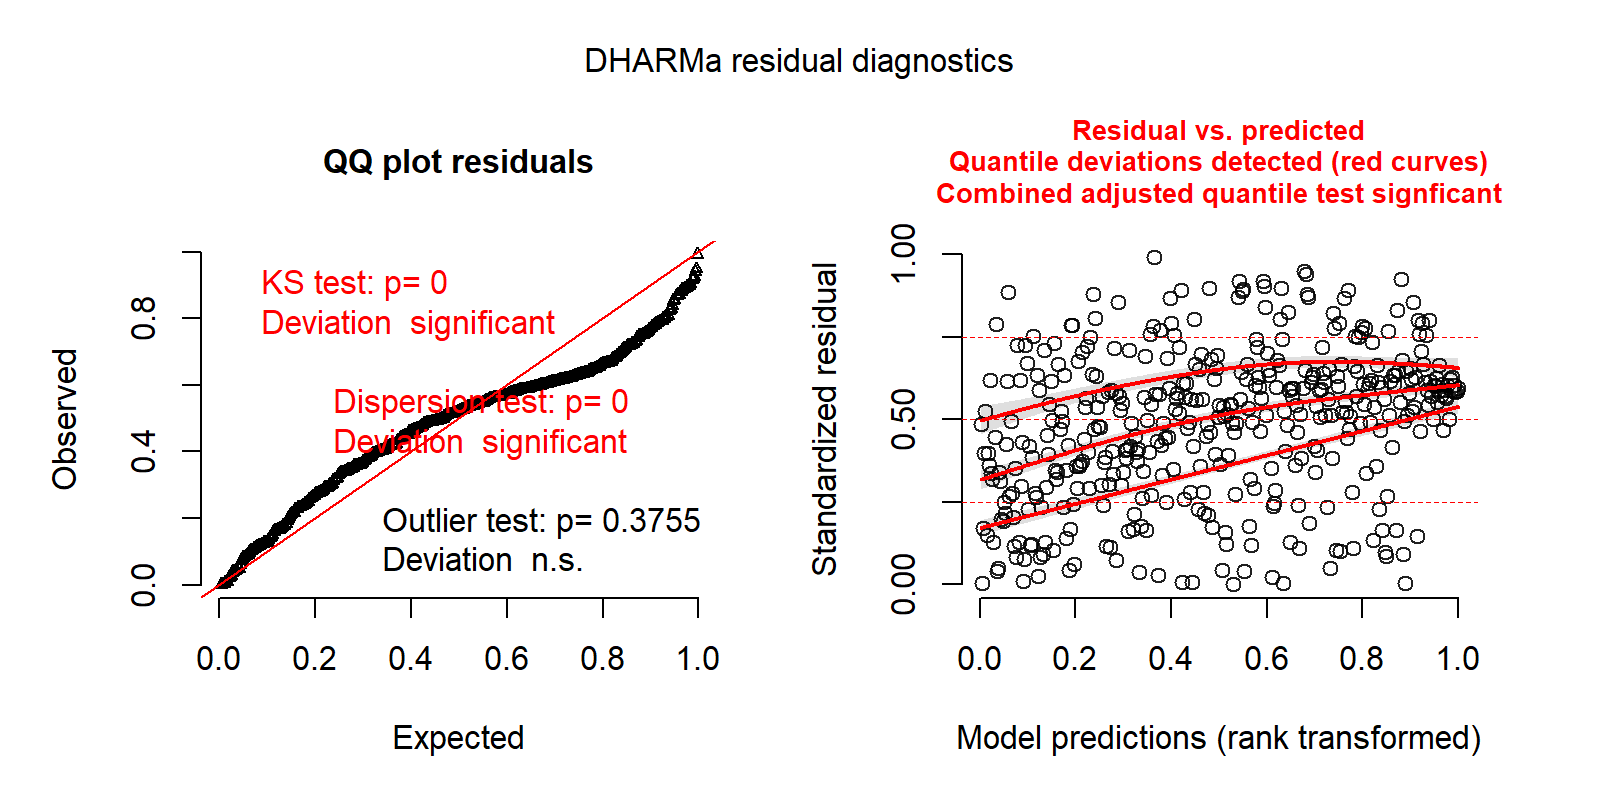 DHARMa residual diagnostics
QQ plot residuals
KS test: p= 0
Deviation  significant
Dispersion test: p= 0
Deviation  significant
Outlier test: p= 0.3755
Deviation  n.s.
Observed
0.0
0.4
0.8
0.0 0.2 0.4 0.6 0.8 1.0
Expected
Residual vs. predicted
Quantile deviations detected (red curves)
Combined adjusted quantile test signficant
Standardized residual
0.00
0.50
1.00
0.0 0.2 0.4 0.6 0.8 1.0
Model predictions (rank transformed)